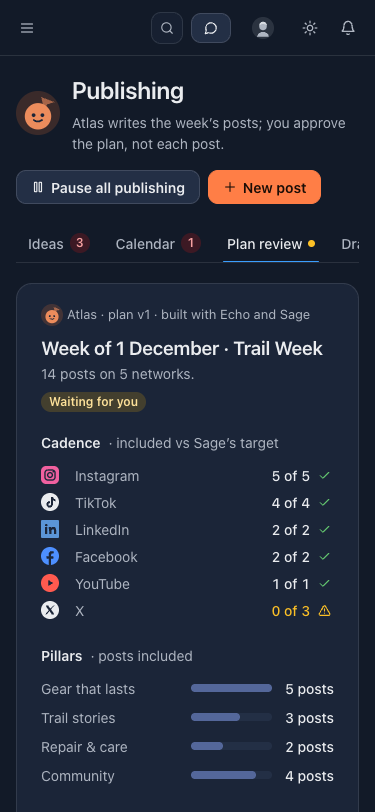 Publishing
Atlas writes the week's posts; you approve
the plan, not each post.
Pause all publishing
New post
Ideas 3 Calendar 1 Plan review Dra
Atlas · plan v1 · built with Echo and Sage
Week of 1 December · Trail Week
14 posts on 5 networks.
Waiting for you
Cadence · included vs Sage's target
Instagram 5 of 5
TikTok 4 of 4
LinkedIn 2 of 2
Facebook 2 of 2
YouTube 1 of 1
X 0 of 3
Pillars · posts included
Gear that lasts 5 posts
Trail stories 3 posts
Repair & care 2 posts
Community 4 posts